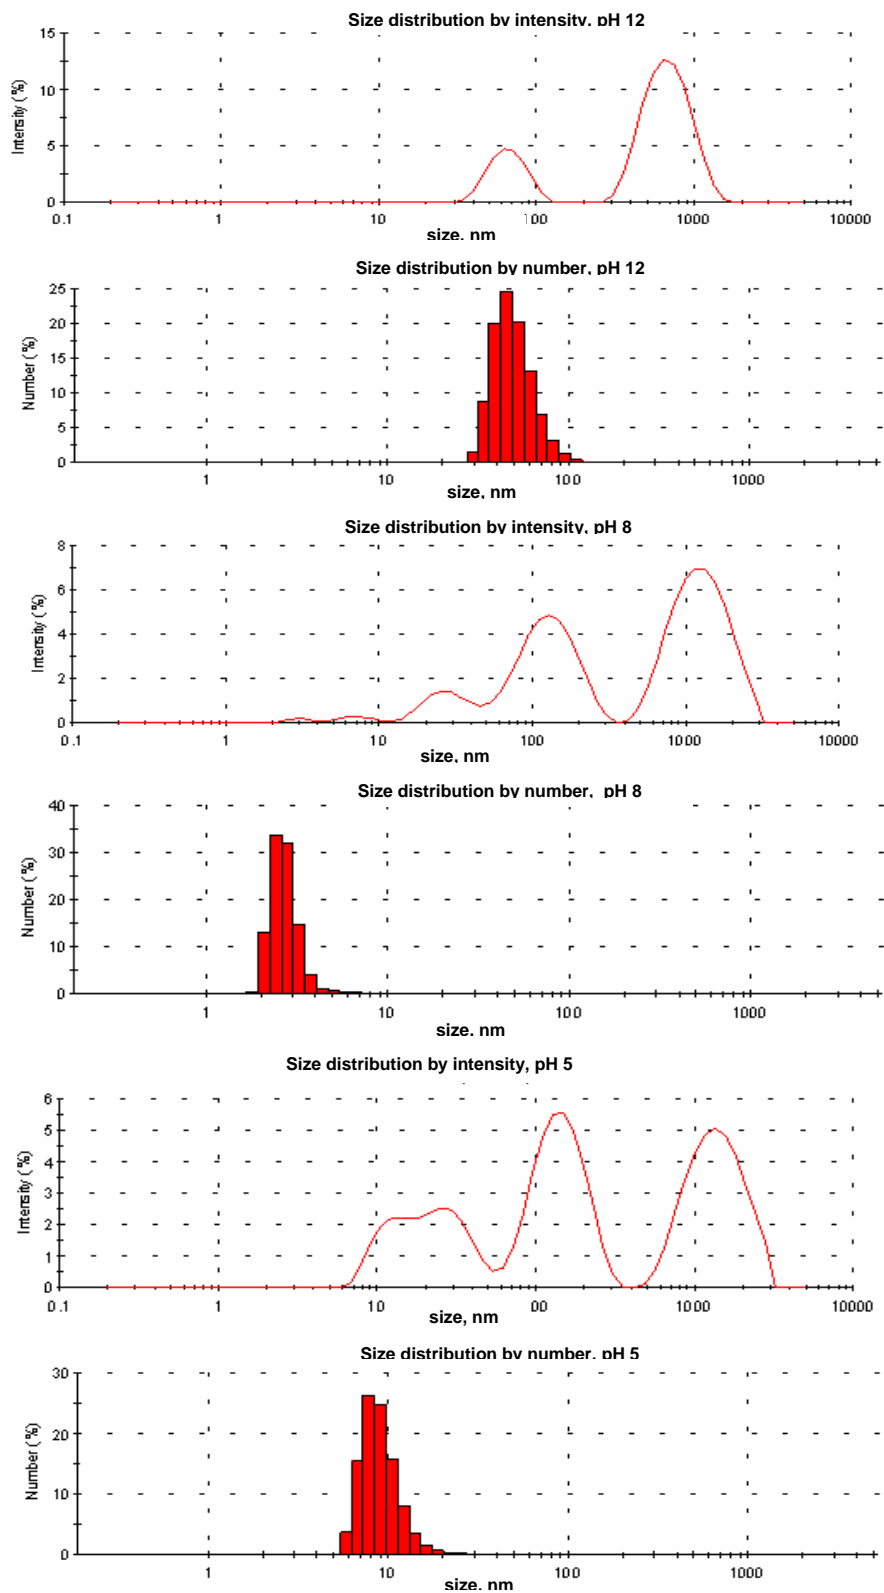 Size distribution by intensity, pH 12
15
10
5
0
Intensity (%)
0.1 1 10 100 1000 10000
size, nm
Size distribution by number, pH 12
25
20
15
10
5
0
Number (%)
1 10 100 1000
size, nm
Size distribution by intensity, pH 8
8
6
4
2
0
Intensity (%)
0.1 1 10 100 1000 10000
size, nm
Size distribution by number, pH 8
40
30
20
10
0
Number (%)
1 10 100 1000
size, nm
Size distribution by intensity, pH 5
6
5
4
3
2
1
0
Intensity (%)
0.1 1 10 00 1000 10000
size, nm
Size distribution by number, pH 5
30
20
10
0
Number (%)
1 10 100 1000
size, nm